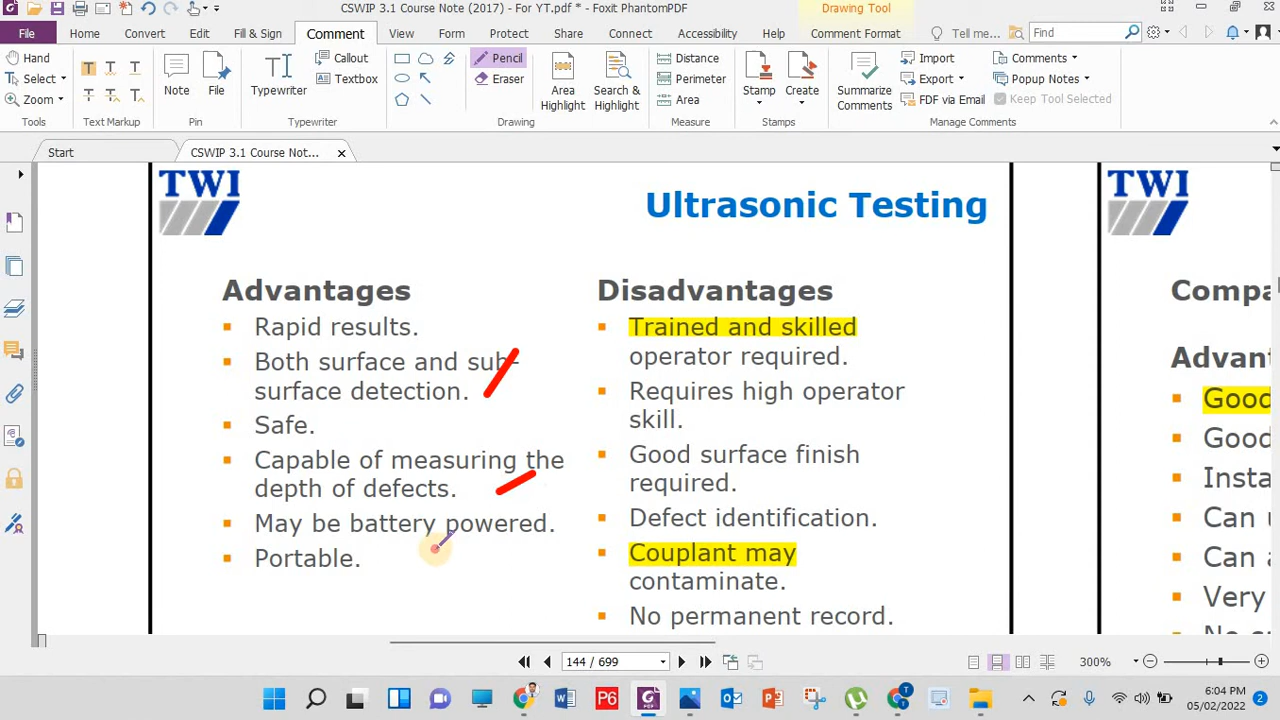 CSWIP 3.1 Course Note (2017) - For YT.pdf * - Foxit PhantomPDF
Drawing Tool
File Home Convert Edit Fill & Sign Comment View Form Protect Share Connect Accessibility Help Comment Format Tell me... Find
Hand
Select
Zoom
Tools
T T T
T T T
Text Markup
Note
File
Pin
Typewriter
Callout
Textbox
Typewriter
Pencil
Eraser
Area
Highlight
Search &
Highlight
Drawing
Distance
Perimeter
Area
Measure
Stamp
Create
Stamps
Summarize
Comments
Import
Export
FDF via Email
Comments
Popup Notes
Keep Tool Selected
Manage Comments
Start
CSWIP 3.1 Course Not...
TWI
Ultrasonic Testing
Advantages
Rapid results.
Both surface and sub-
surface detection.
Safe.
Capable of measuring the
depth of defects.
May be battery powered.
Portable.
Disadvantages
Trained and skilled
operator required.
Requires high operator
skill.
Good surface finish
required.
Defect identification.
Couplant may
contaminate.
No permanent record.
TWI
Compa
Advant
Good
Good
Insta
Can u
Can a
Very
144 / 699
300%
6:04 PM
05/02/2022
2